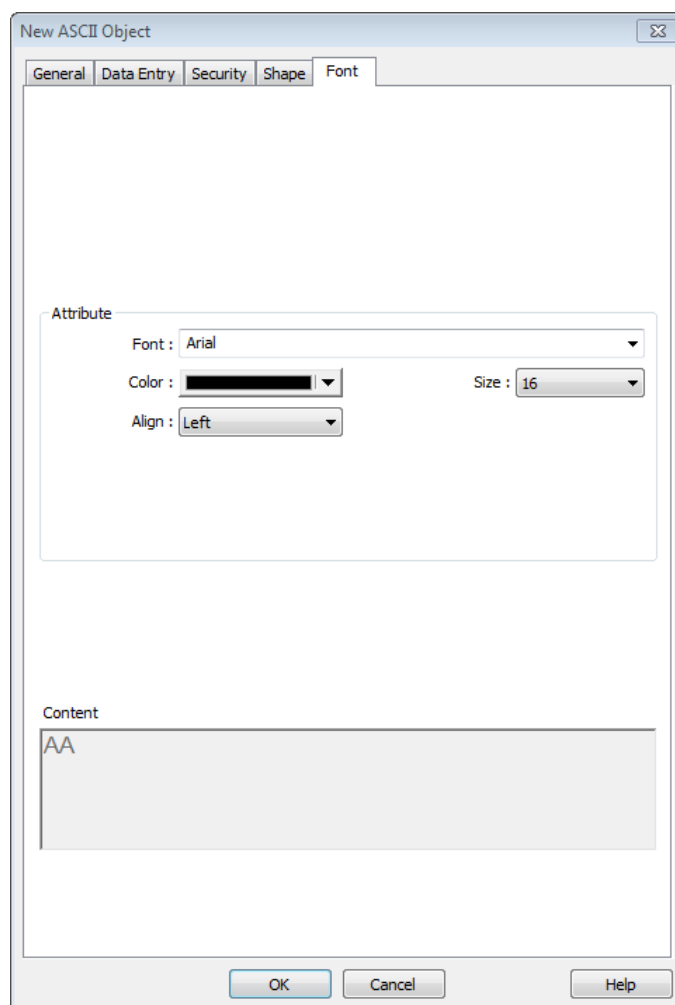 New ASCII Object
General Data Entry Security Shape Font
Attribute
Font : Arial
Color : Size : 16
Align : Left
Content
AA
OK Cancel Help